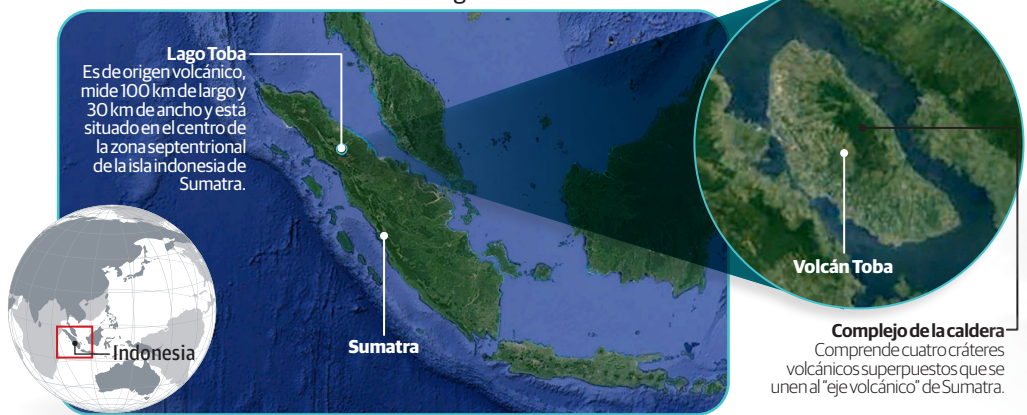 Lago Toba
Es de origen volcánico,
mide 100 km de largo y
30 km de ancho y está
situado en el centro de
la zona septentrional
de la isla indonesia de
Sumatra.
Indonesia
Sumatra
Volcán Toba
Complejo de la caldera
Comprende cuatro cráteres
volcánicos superpuestos que se
unen al "eje volcánico" de Sumatra.